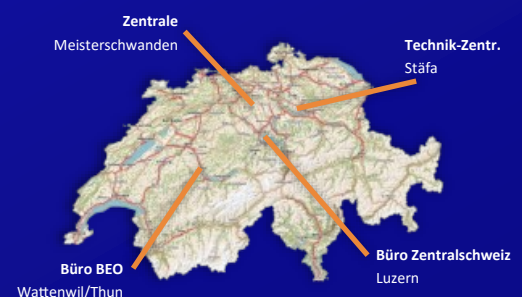 Zentrale
Meisterschwanden
Technik-Zentr.
Stäfa
Büro Zentralschweiz
Luzern
Büro BEO
Wattenwil/Thun